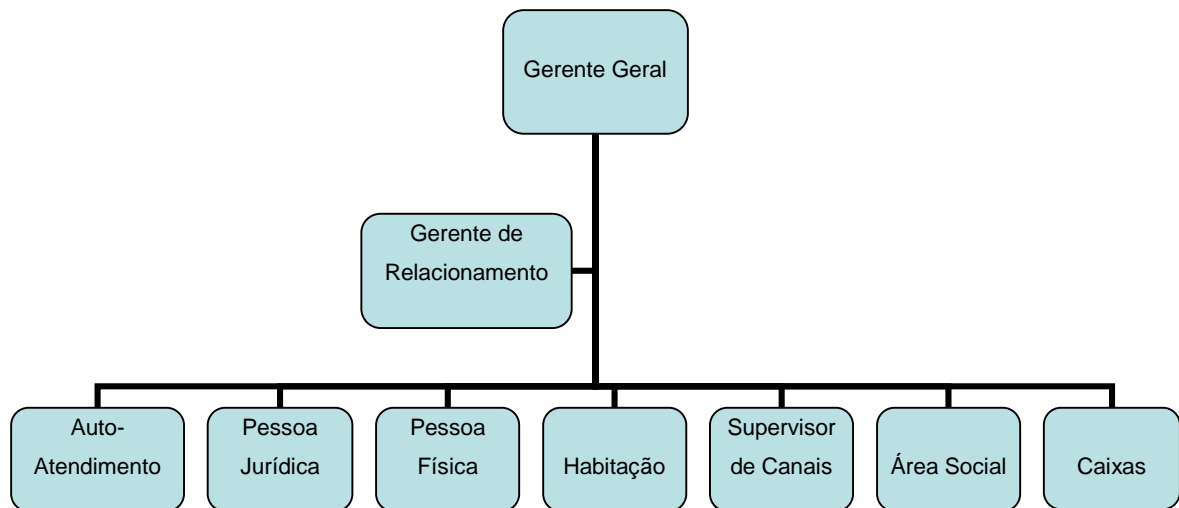 Gerente Geral
Gerente de
Relacionamento
Auto-
Atendimento
Pessoa
Jurídica
Pessoa
Física
Habitação
Supervisor
de Canais
Área Social
Caixas